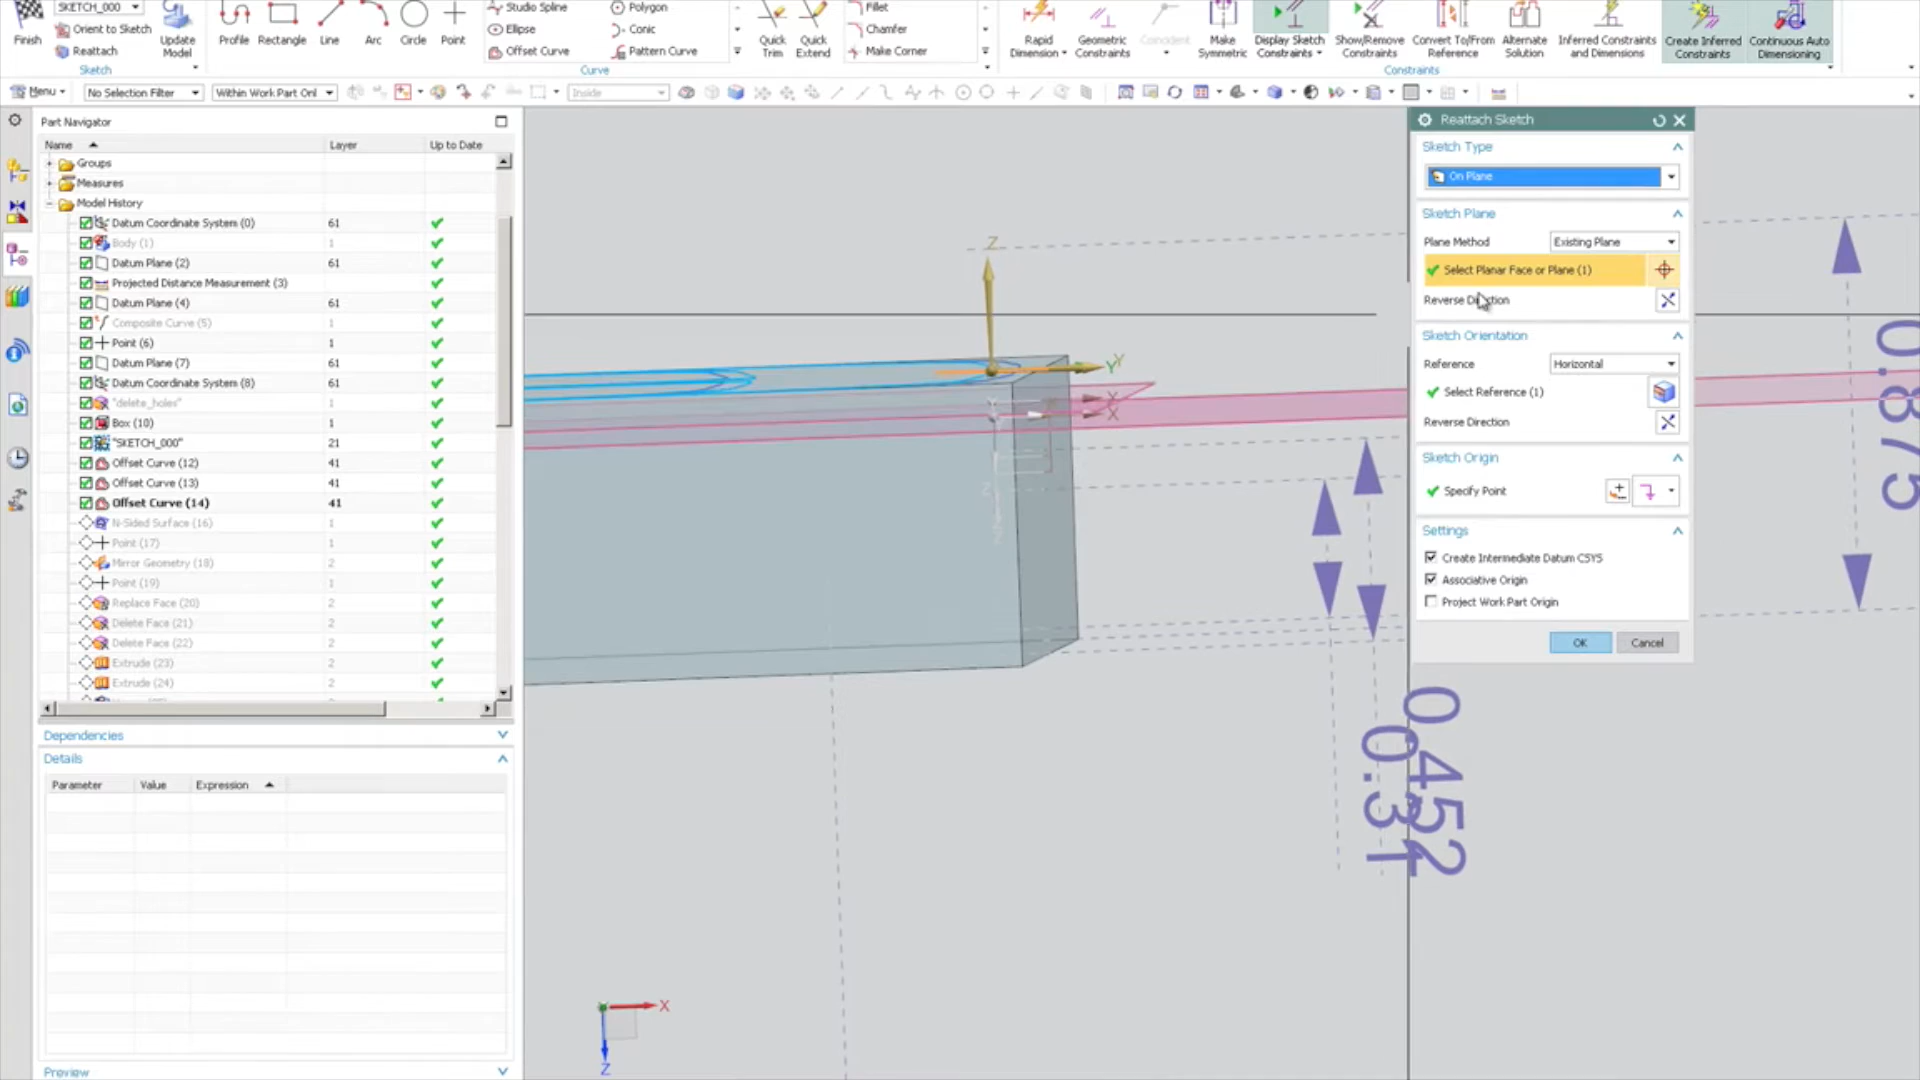 SKETCH_000
Orient to Sketch
Reattach
Finish
Update Model
Sketch
Profile
Rectangle
Line
Arc
Circle
Point
Studio Spline
Polygon
Ellipse
Conic
Offset Curve
Pattern Curve
Quick Trim
Quick Extend
Fillet
Chamfer
Make Corner
Curve
Rapid Dimension
Geometric Constraints
Coincident
Make Symmetric
Display Sketch Constraints
Show/Remove Constraints
Convert To/From Reference
Alternate Solution
Inferred Constraints and Dimensions
Create Inferred Constraints
Continuous Auto Dimensioning
Constraints
Menu
No Selection Filter
Within Work Part Onl
Inside
Part Navigator
Name
Layer
Up to Date
Groups
Measures
Model History
Datum Coordinate System (0) 61
Body (1) 1
Datum Plane (2) 61
Projected Distance Measurement (3)
Datum Plane (4) 61
Composite Curve (5) 1
Point (6) 1
Datum Plane (7) 61
Datum Coordinate System (8) 61
"delete_holes" 1
Box (10) 1
"SKETCH_000" 21
Offset Curve (12) 41
Offset Curve (13) 41
Offset Curve (14) 41
N-Sided Surface (16) 1
Point (17) 1
Mirror Geometry (18) 2
Point (19) 1
Replace Face (20) 2
Delete Face (21) 2
Delete Face (22) 2
Extrude (23) 2
Extrude (24) 2
Dependencies
Details
Parameter
Value
Expression
Preview
Z
Y
Y
X
X
Z
Z
0.875
0.452
0.31
X
Z
Reattach Sketch
Sketch Type
On Plane
Sketch Plane
Plane Method
Existing Plane
Select Planar Face or Plane (1)
Reverse Direction
Sketch Orientation
Reference
Horizontal
Select Reference (1)
Reverse Direction
Sketch Origin
Specify Point
Settings
Create Intermediate Datum CSYS
Associative Origin
Project Work Part Origin
OK
Cancel